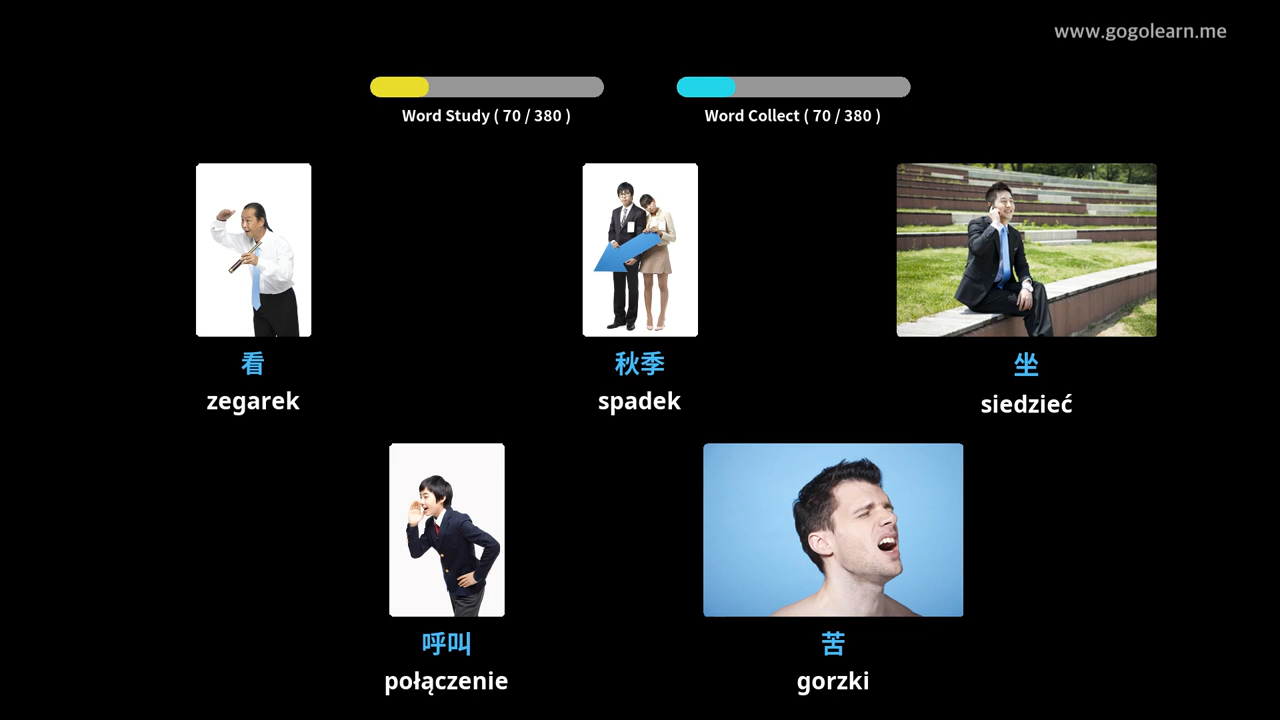 www.gogolearn.me
Word Study ( 70 / 380 )
Word Collect ( 70 / 380 )
看
zegarek
秋季
spadek
坐
siedzieć
呼叫
połączenie
苦
gorzki